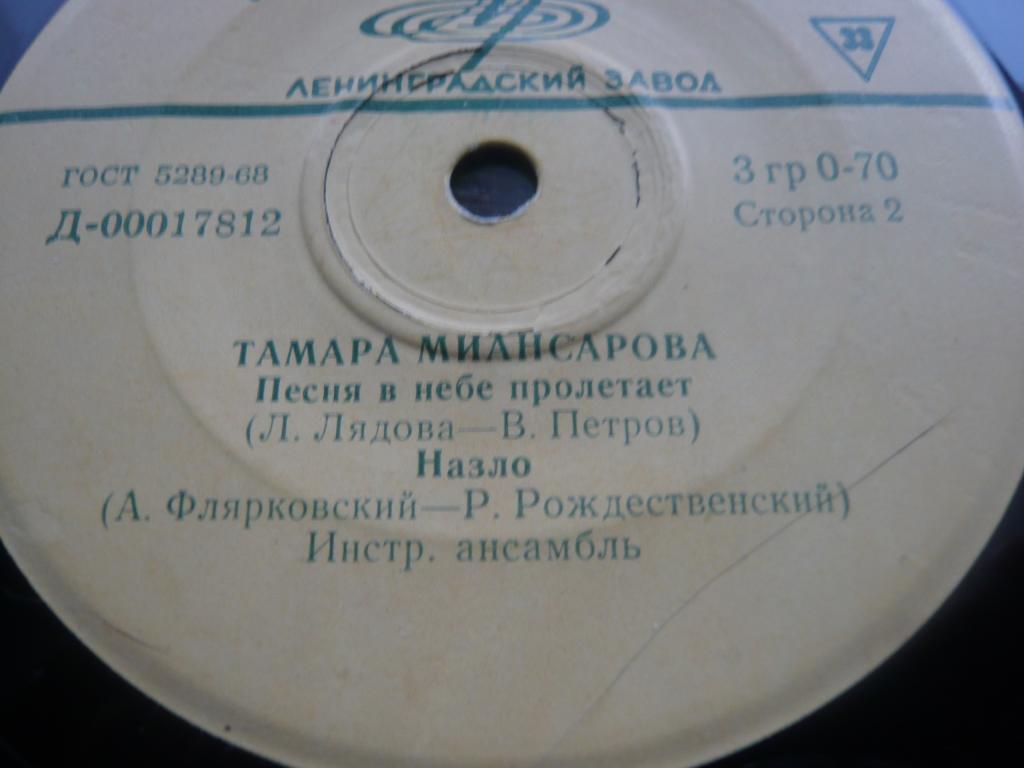 33
ЛЕНИНГРАДСКИЙ ЗАВОД
ГОСТ 5289-68
3 гр 0-70
Д-00017812
Сторона 2
ТАМАРА МИАНСАРОВА
Песня в небе пролетает
(Л. Лядова—В. Петров)
Назло
(А. Флярковский—Р. Рождественский)
Инстр. ансамбль